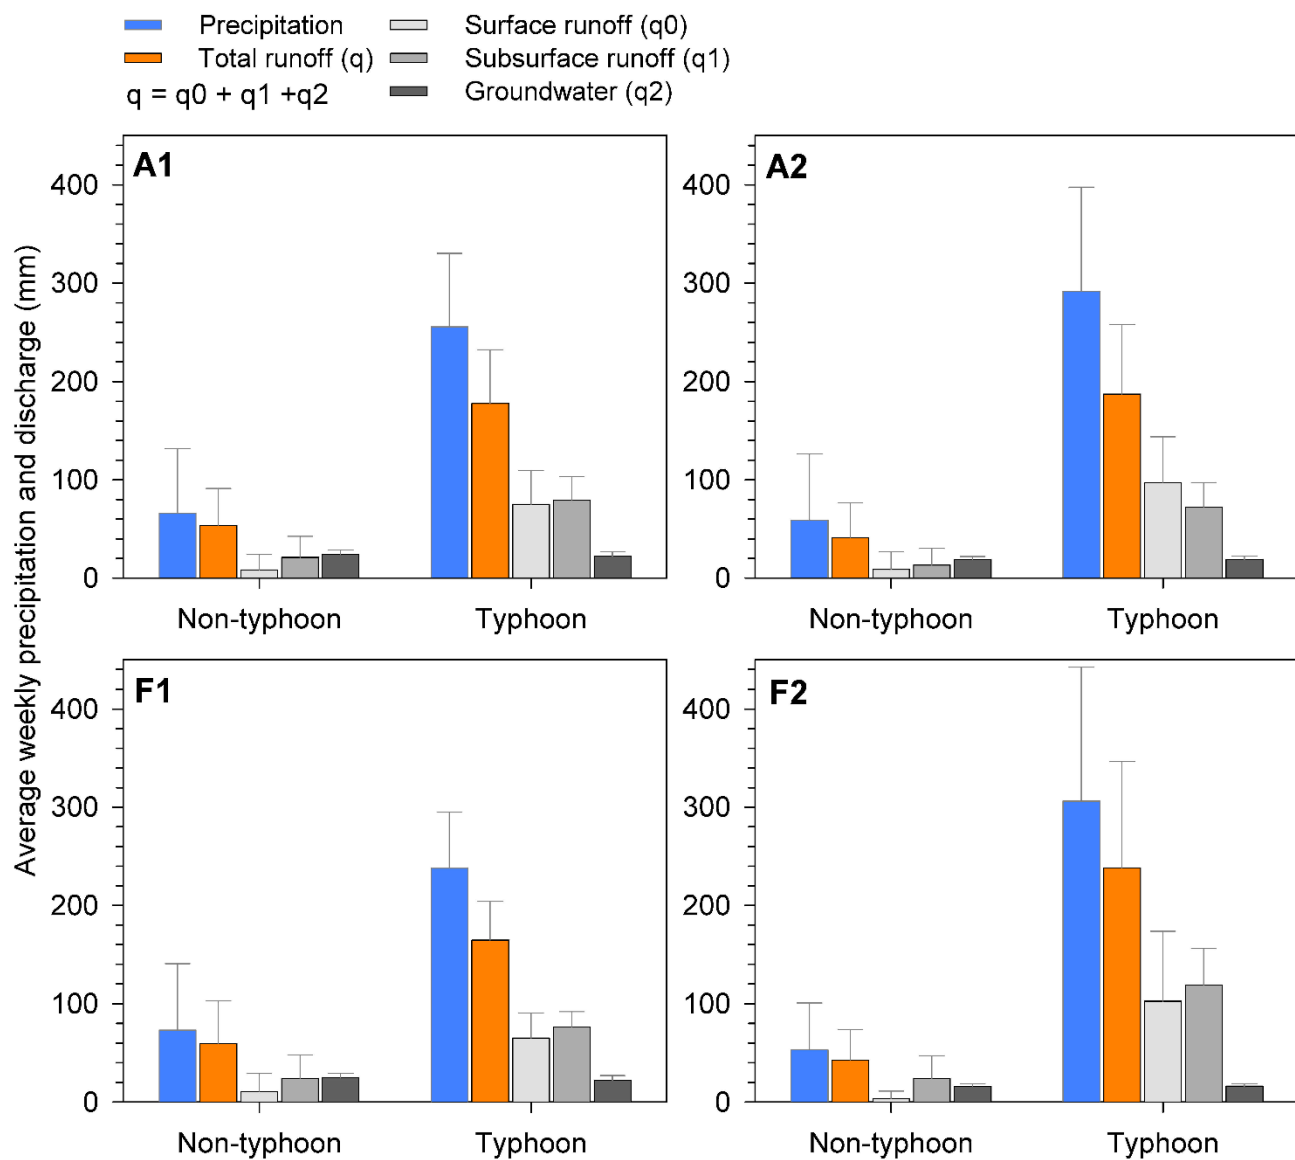 Precipitation
Surface runoff (q0)
Total runoff (q)
Subsurface runoff (q1)
q = q0 + q1 +q2
Groundwater (q2)
Average weekly precipitation and discharge (mm)
A1
400
300
200
100
0
Non-typhoon
Typhoon
A2
400
300
200
100
0
Non-typhoon
Typhoon
F1
400
300
200
100
0
Non-typhoon
Typhoon
F2
400
300
200
100
0
Non-typhoon
Typhoon